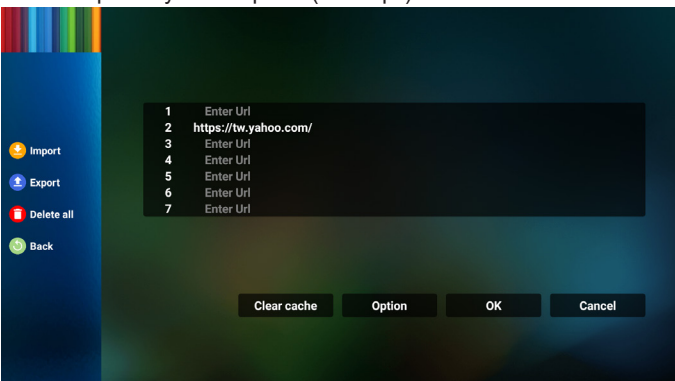 Import
Export
Delete all
Back
1 Enter Url
2 https://tw.yahoo.com/
3 Enter Url
4 Enter Url
5 Enter Url
6 Enter Url
7 Enter Url
Clear cache Option OK Cancel